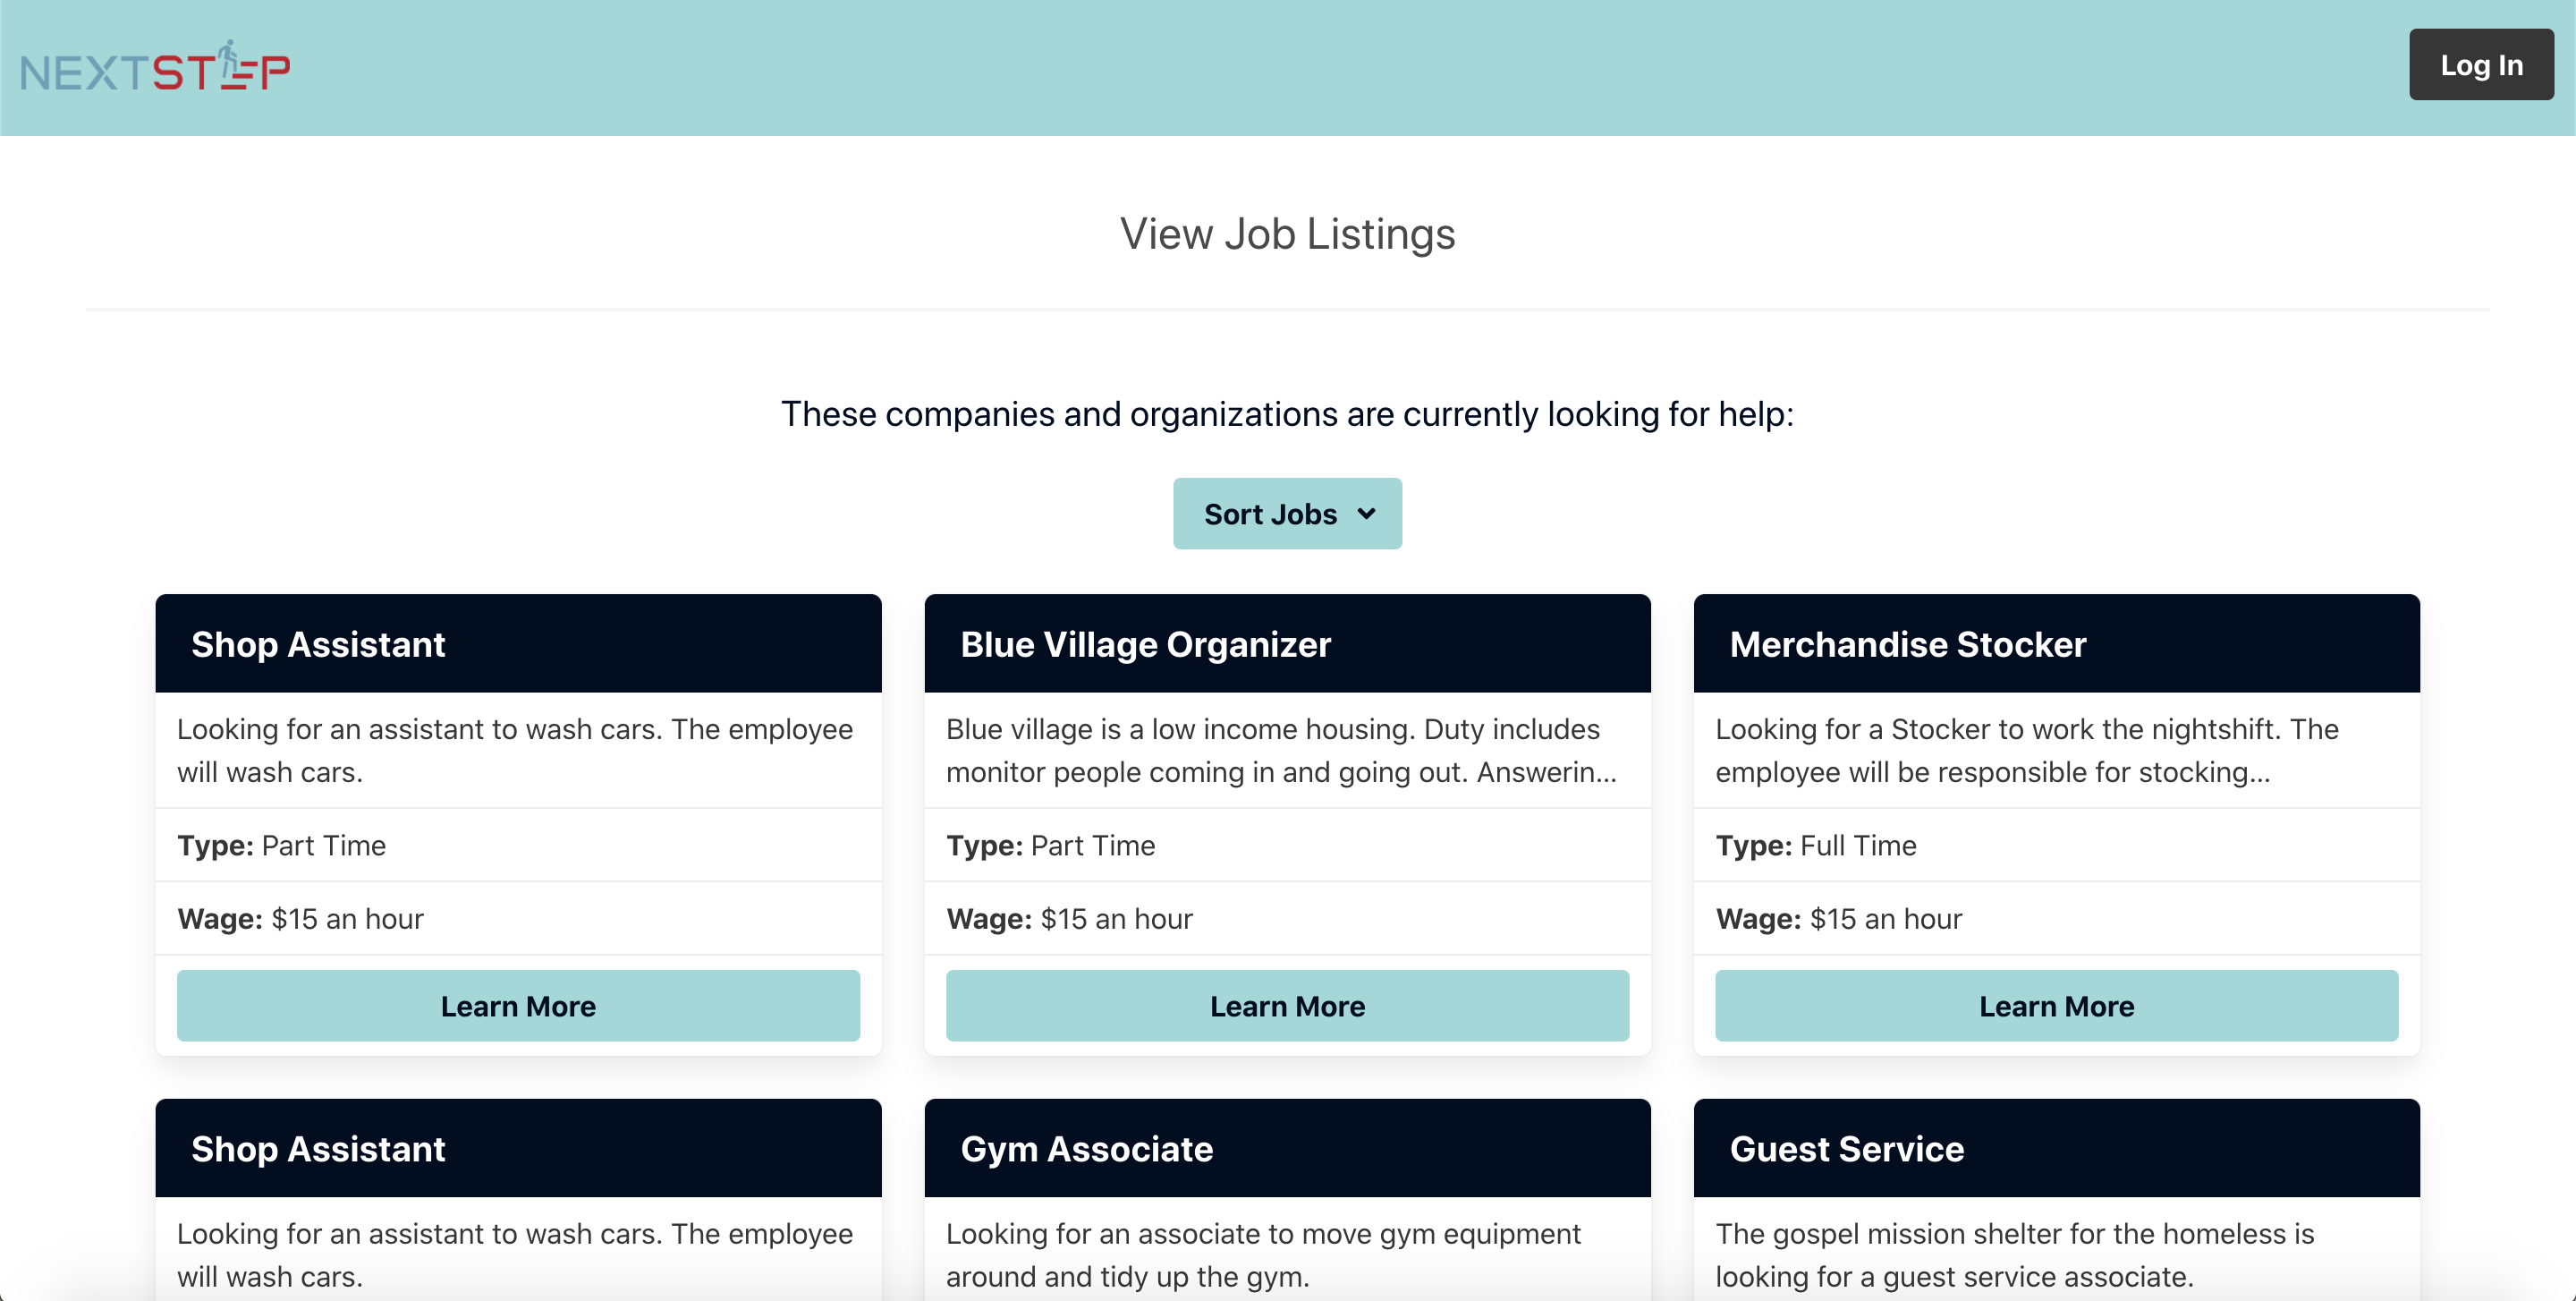 NEXTSTEP
Log In
View Job Listings
These companies and organizations are currently looking for help:
Sort Jobs
Shop Assistant
Looking for an assistant to wash cars. The employee
will wash cars.
Type: Part Time
Wage: $15 an hour
Learn More
Blue Village Organizer
Blue village is a low income housing. Duty includes
monitor people coming in and going out. Answerin...
Type: Part Time
Wage: $15 an hour
Learn More
Merchandise Stocker
Looking for a Stocker to work the nightshift. The
employee will be responsible for stocking...
Type: Full Time
Wage: $15 an hour
Learn More
Shop Assistant
Looking for an assistant to wash cars. The employee
will wash cars.
Gym Associate
Looking for an associate to move gym equipment
around and tidy up the gym.
Guest Service
The gospel mission shelter for the homeless is
looking for a guest service associate.